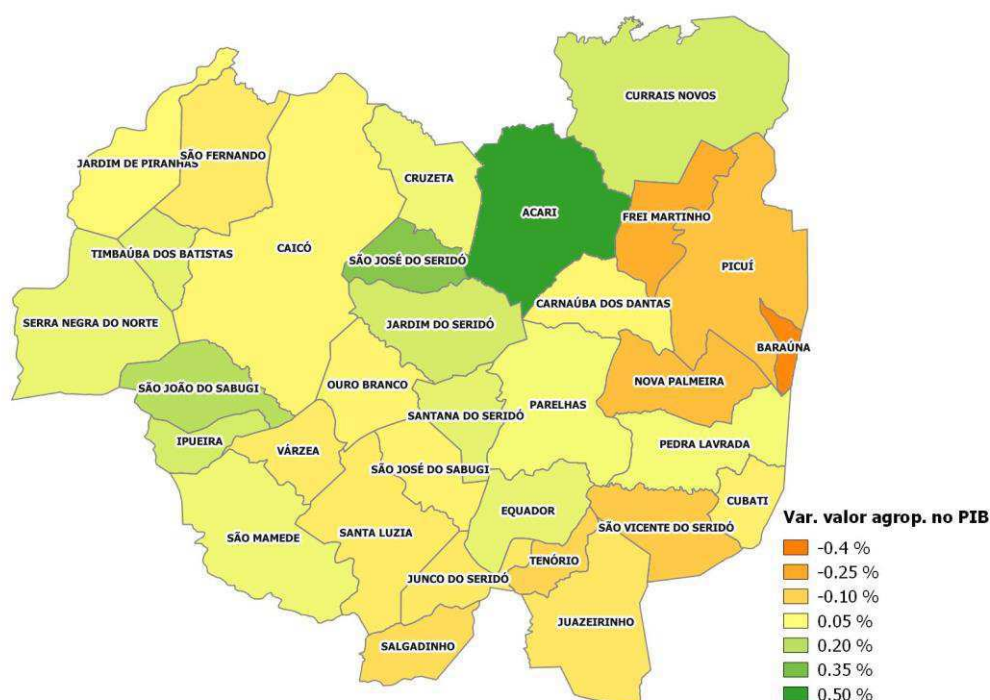 CURRAIS NOVOS
SÃO FERNANDO
JARDIM DE PIRANHAS
CRUZETA
ACARI
FREI MARTINHO
CAICÓ
TIMBAÚBA DOS BATISTAS
SÃO JOSÉ DO SERIDÓ
PICUÍ
CARNAÚBA DOS DANTAS
SERRA NEGRA DO NORTE
JARDIM DO SERIDÓ
BARAÚNA
NOVA PALMEIRA
SÃO JOÃO DO SABUGI
OURO BRANCO
SANTANA DO SERIDÓ
PARELHAS
IPUEIRA
VÁRZEA
PEDRA LAVRADA
SÃO JOSÉ DO SABUGI
CUBATI
EQUADOR
SÃO VICENTE DO SERIDÓ
SANTA LUZIA
SÃO MAMEDE
TENÓRIO
JUNCO DO SERIDÓ
JUAZEIRINHO
SALGADINHO
Var. valor agrop. no PIB
-0.4 %
-0.25 %
-0.10 %
0.05 %
0.20 %
0.35 %
0.50 %